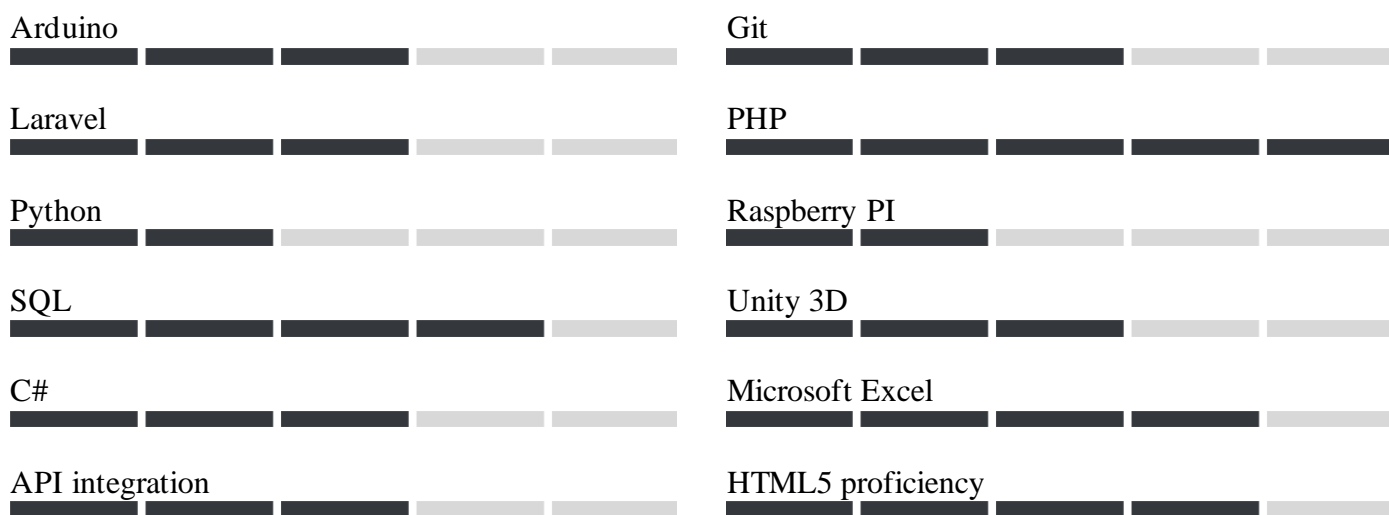 Arduino
Git
Laravel
PHP
Python
Raspberry PI
SQL
Unity 3D
C#
Microsoft Excel
API integration
HTML5 proficiency